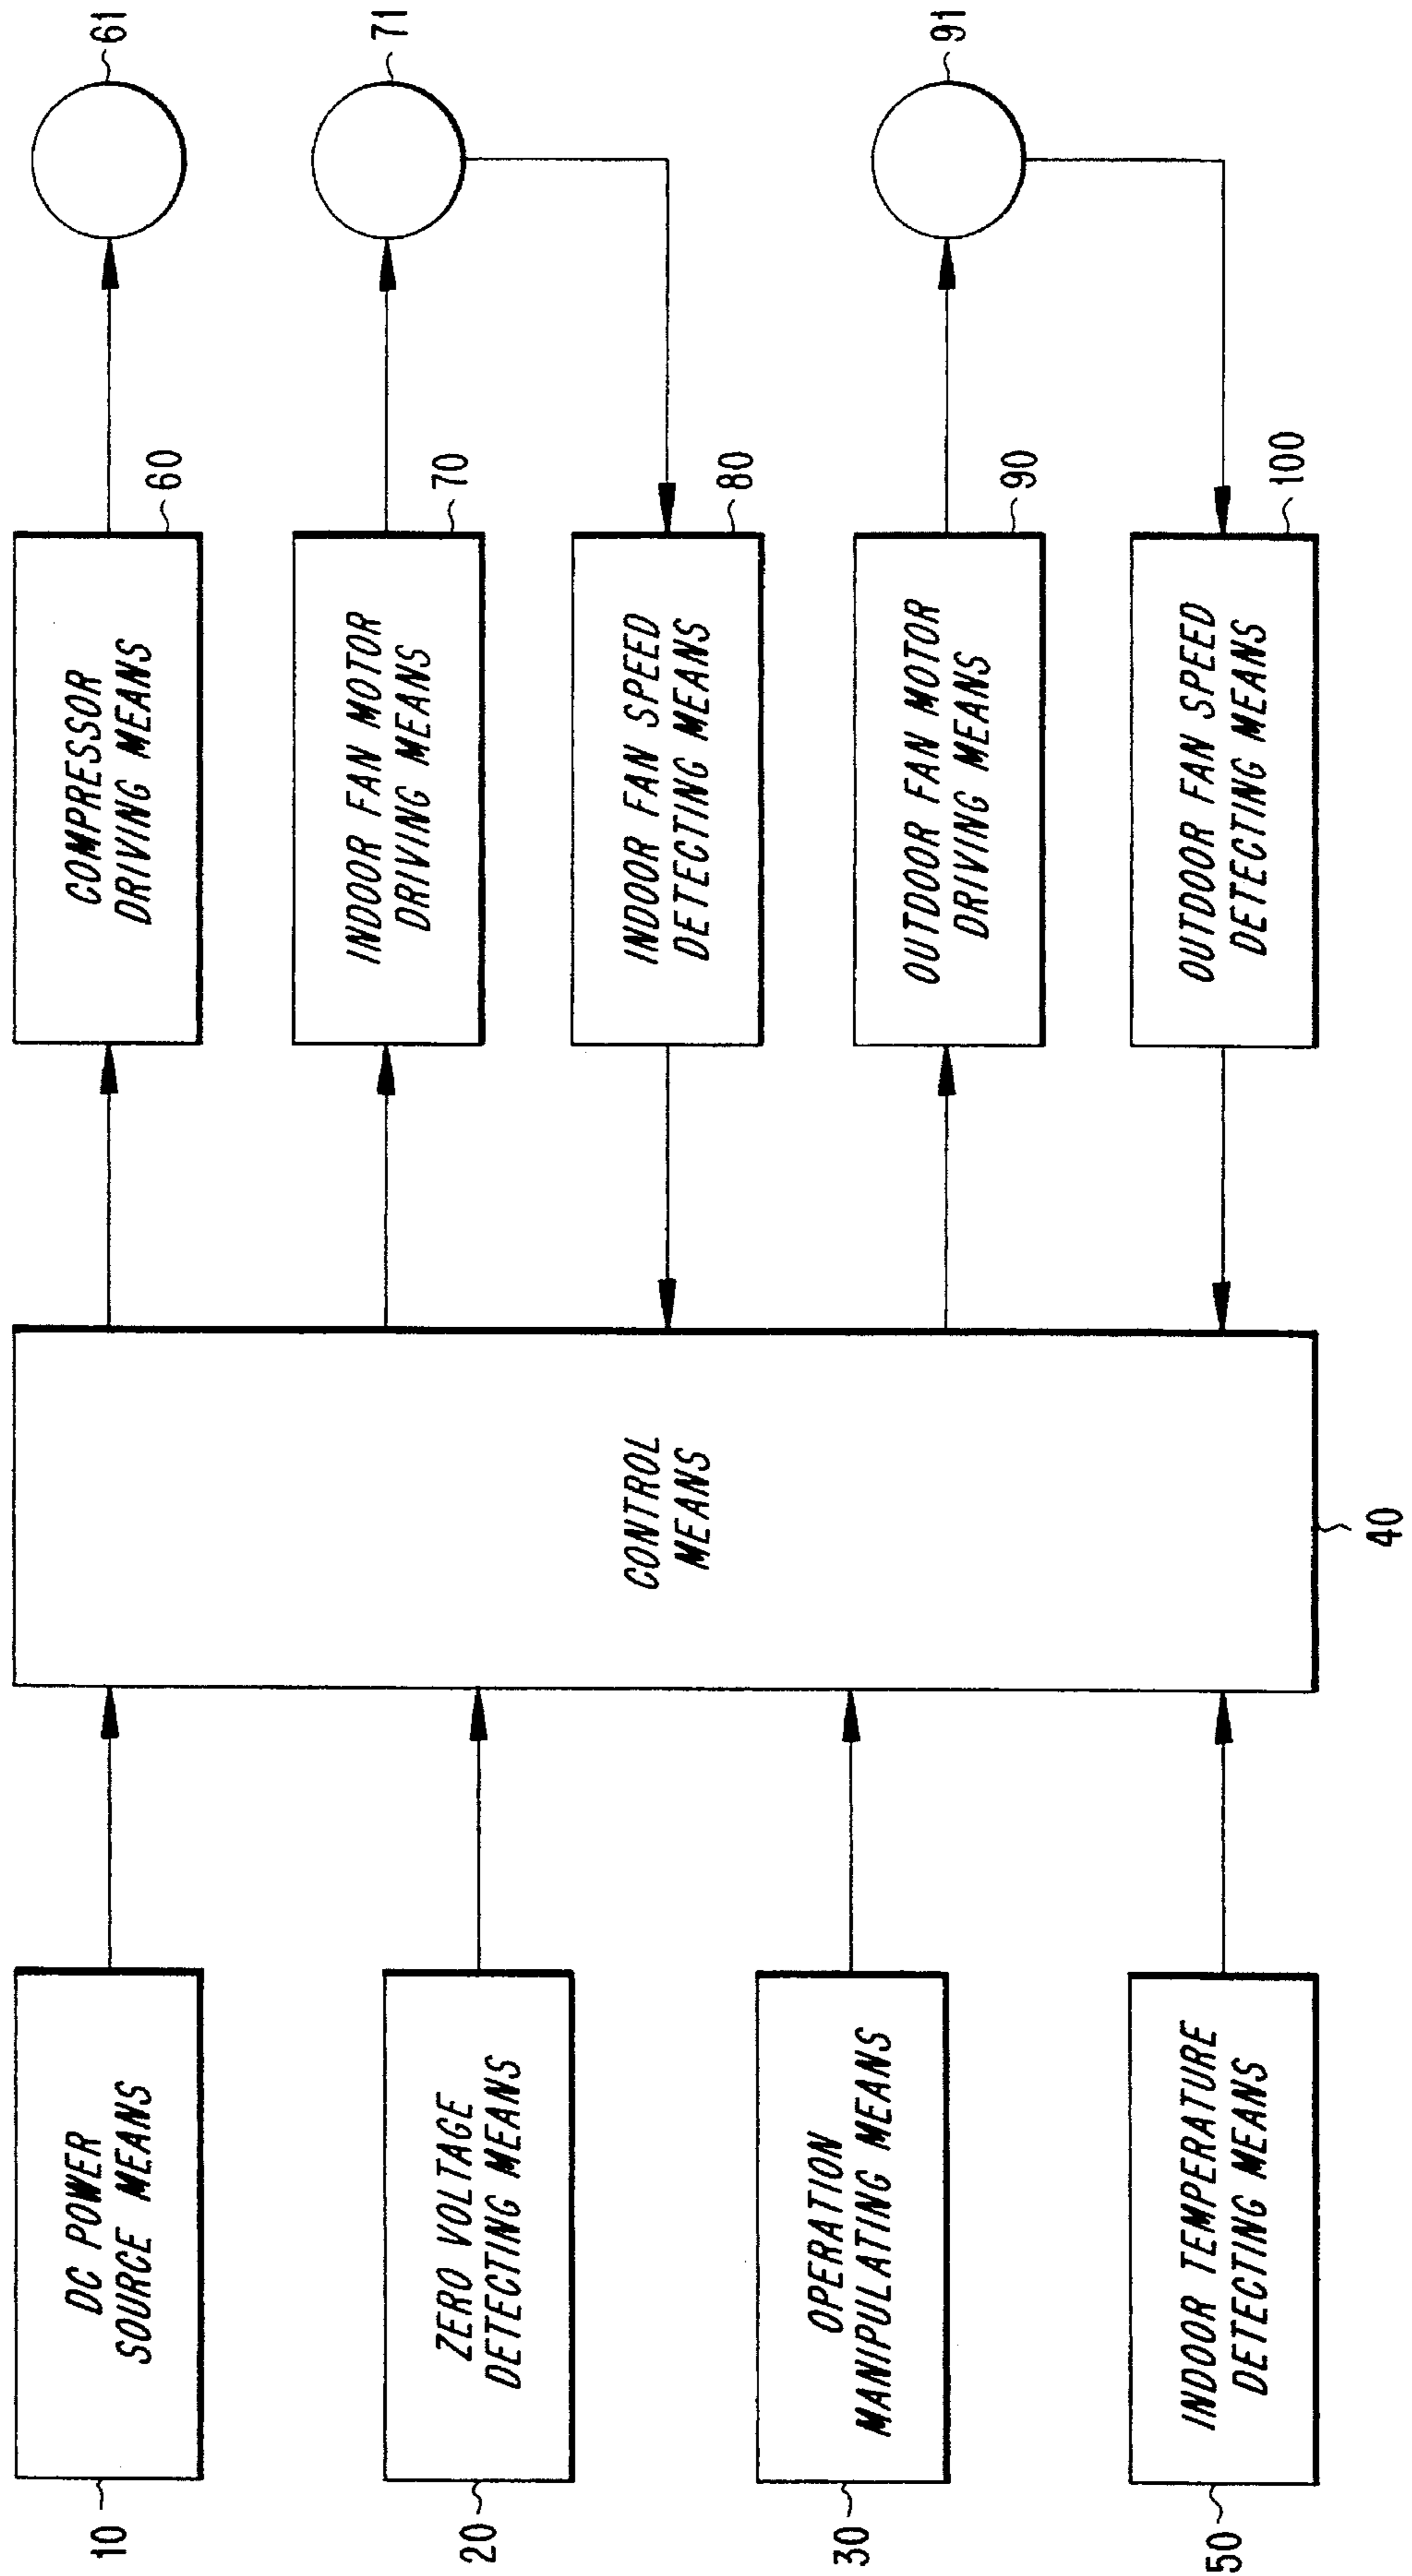 10
DC POWER
SOURCE MEANS
20
ZERO VOLTAGE
DETECTING MEANS
30
OPERATION
MANIPULATING MEANS
50
INDOOR TEMPERATURE
DETECTING MEANS
CONTROL
MEANS
40
COMPRESSOR
DRIVING MEANS
60
61
INDOOR FAN MOTOR
DRIVING MEANS
70
71
INDOOR FAN SPEED
DETECTING MEANS
80
OUTDOOR FAN MOTOR
DRIVING MEANS
90
91
OUTDOOR FAN SPEED
DETECTING MEANS
100